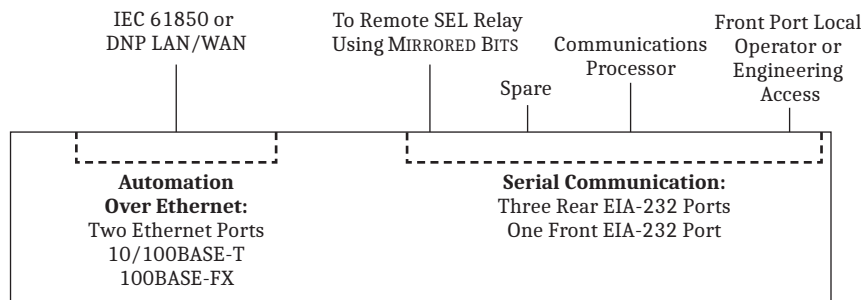 IEC 61850 or
DNP LAN/WAN
To Remote SEL Relay
Using MIRRORED BITS
Spare
Communications
Processor
Front Port Local
Operator or
Engineering
Access
Automation
Over Ethernet:
Two Ethernet Ports
10/100BASE-T
100BASE-FX
Serial Communication:
Three Rear EIA-232 Ports
One Front EIA-232 Port